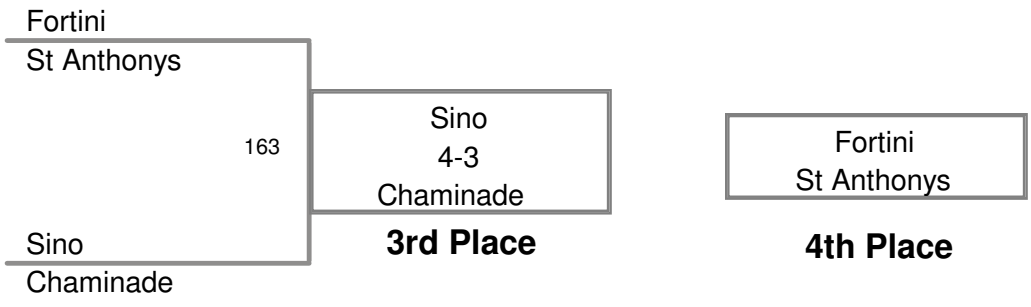 Fortini
St Anthonys
163
Sino
4-3
Chaminade
3rd Place
Sino
Chaminade
Fortini
St Anthonys
4th Place